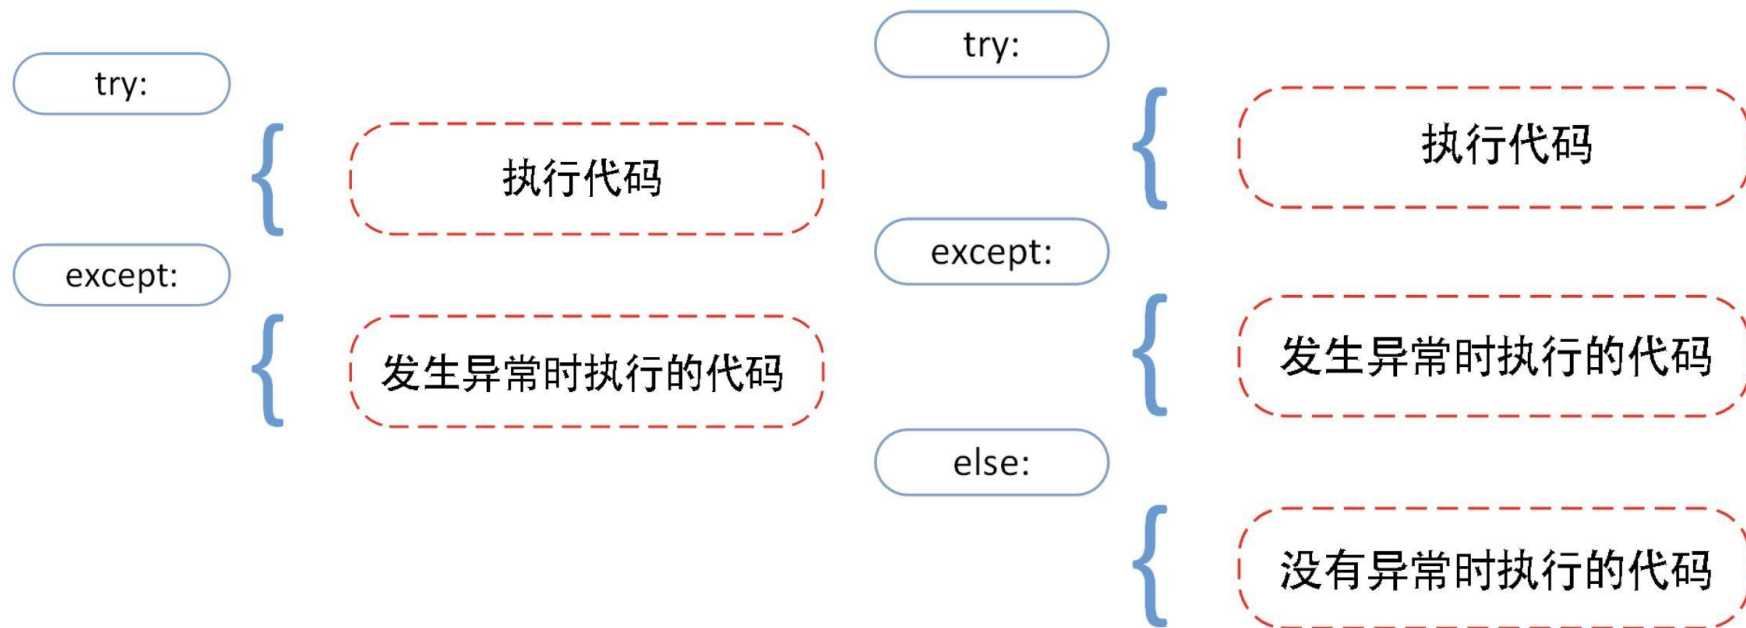 try:
执行代码
except:
发生异常时执行的代码
try:
执行代码
except:
发生异常时执行的代码
else:
没有异常时执行的代码